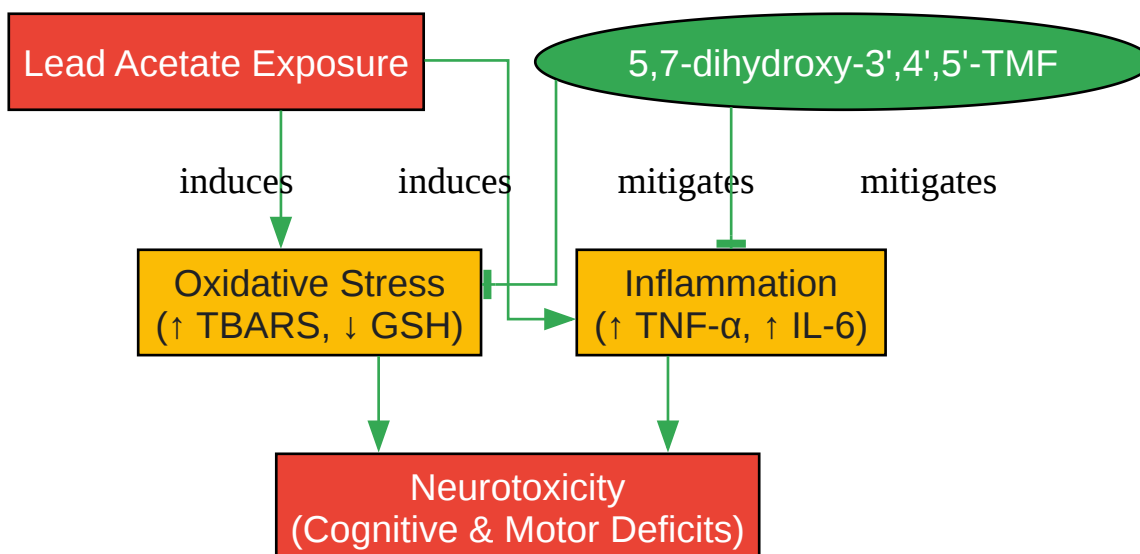 Lead Acetate Exposure
5,7-dihydroxy-3',4',5'-TMF
induces
induces
mitigates
mitigates
Oxidative Stress
(↑ TBARS, ↓ GSH)
Inflammation
(↑ TNF-α, ↑ IL-6)
Neurotoxicity
(Cognitive & Motor Deficits)